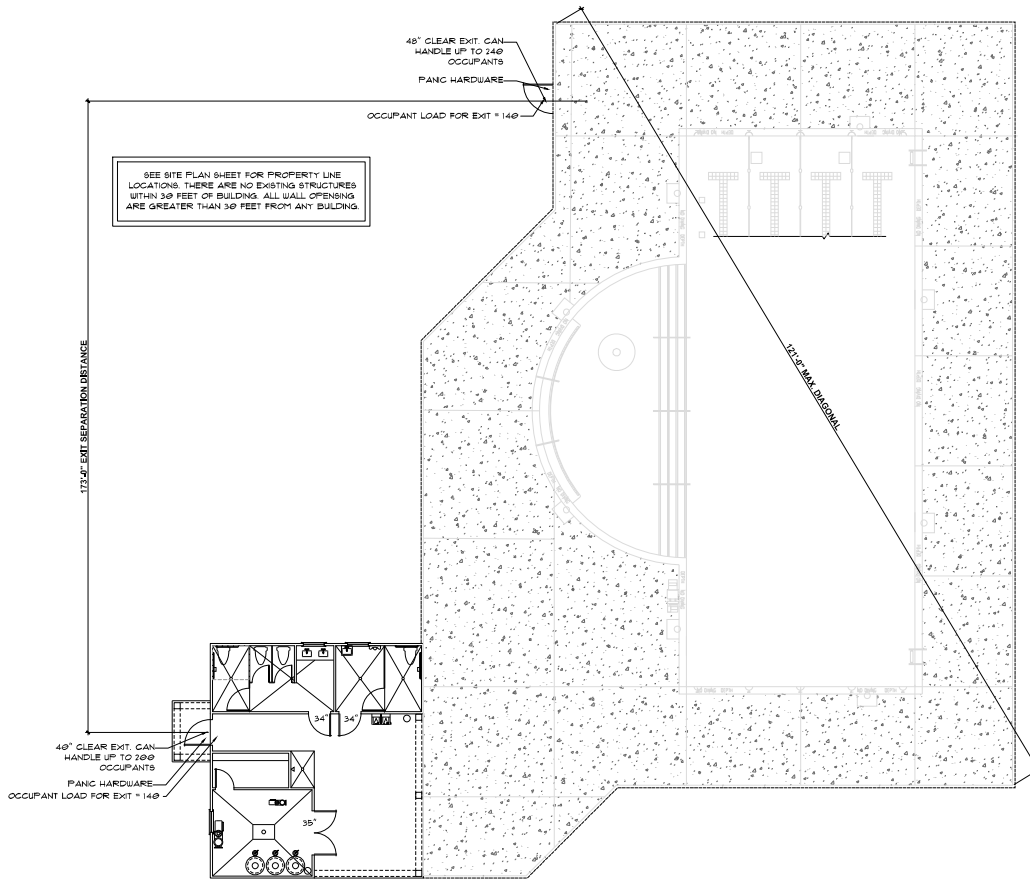 48" CLEAR EXIT. CAN
HANDLE UP TO 240
OCCUPANTS
PANIC HARDWARE
OCCUPANT LOAD FOR EXIT = 140
SEE SITE PLAN SHEET FOR PROPERTY LINE
LOCATIONS. THERE ARE NO EXISTING STRUCTURES
WITHIN 30 FEET OF BUILDING. ALL WALL OPENSING
ARE GREATER THAN 30 FEET FROM ANY BUILDING.
173'-0" EXIT SEPARATION DISTANCE
121'-0" MAX. DIAGONAL
34"
34"
40" CLEAR EXIT. CAN
HANDLE UP TO 200
OCCUPANTS
PANIC HARDWARE
OCCUPANT LOAD FOR EXIT = 140
35"